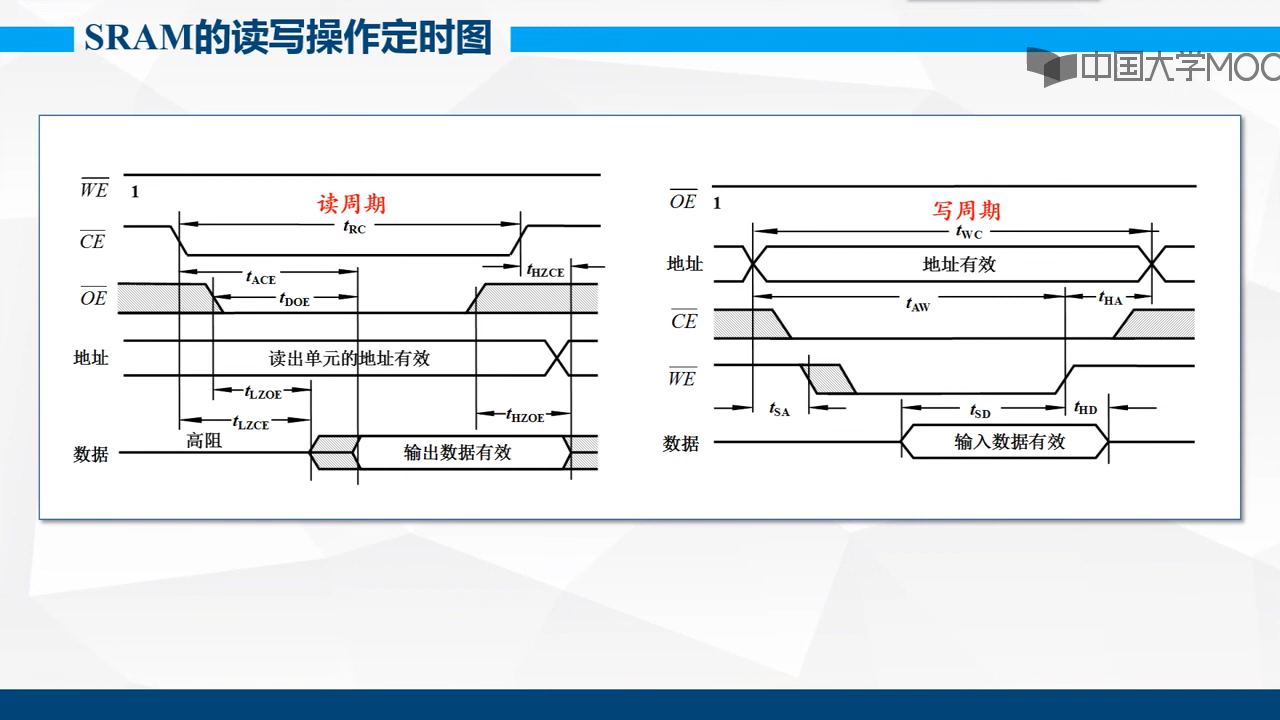 SRAM的读写操作定时图
中国大学MOO
WE 1
读周期
tRC
CE
tHZCE
tACE
OE
tDOE
地址
读出单元的地址有效
tLZOE
tLZCE
tHZOE
高阻
数据
输出数据有效
OE 1
写周期
tWC
地址
地址有效
tAW
tHA
CE
WE
tSA
tSD
tHD
数据
输入数据有效